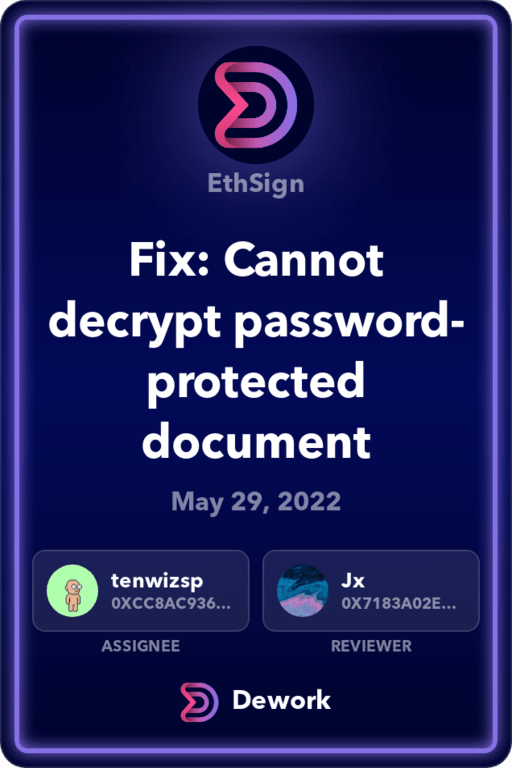 EthSign
Fix: Cannot
decrypt password-
protected
document
May 29, 2022
tenwizsp
0XCC8AC936...
Jx
0X7183A02E...
ASSIGNEE
REVIEWER
Dework